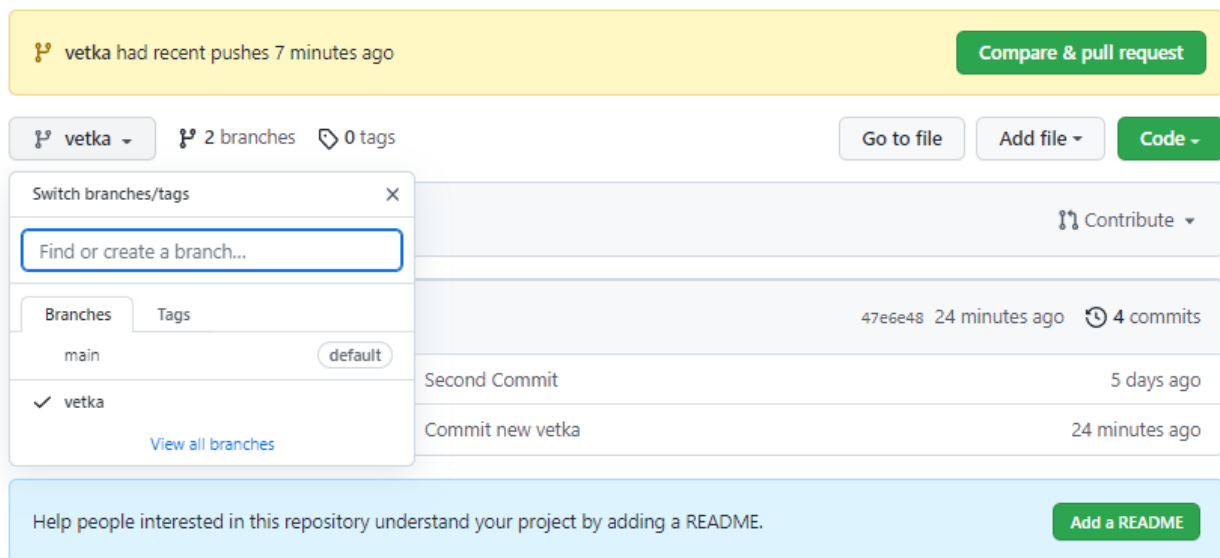 vetka had recent pushes 7 minutes ago
Compare & pull request
vetka
2 branches
0 tags
Go to file
Add file
Code
Switch branches/tags
Contribute
Find or create a branch...
Branches
Tags
47e6e48 24 minutes ago
4 commits
main
default
Second Commit
5 days ago
vetka
Commit new vetka
24 minutes ago
View all branches
Help people interested in this repository understand your project by adding a README.
Add a README